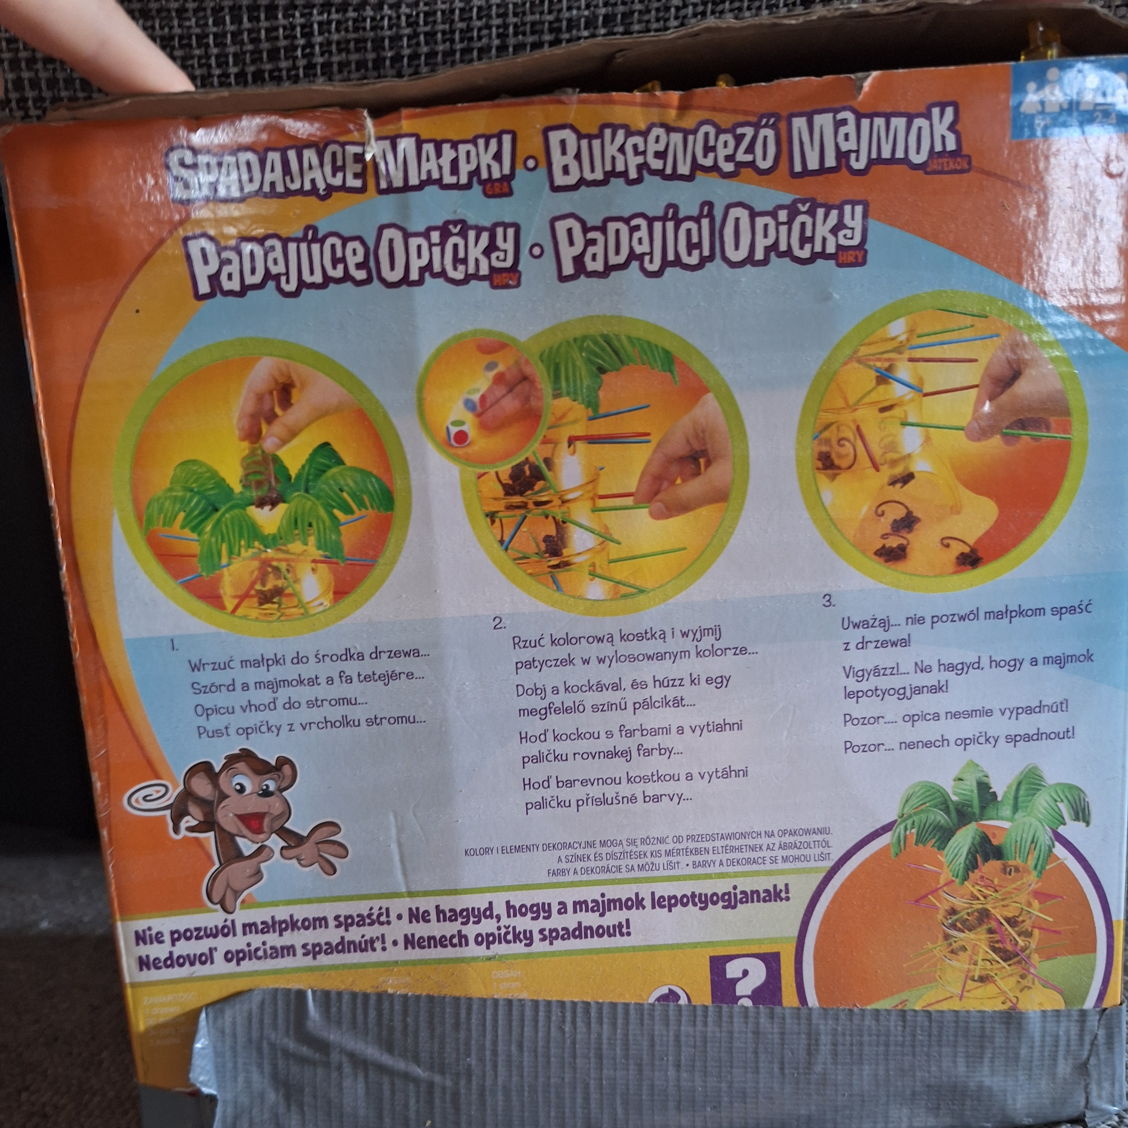 SPADAJĄCE MAŁPKI • BUKFENCEZŐ MAJMOK
GRA JÁTÉKOK
PADAJÚCE OPIČKY • PADAJÍCÍ OPIČKY
HRY HRY
5+ 2-4
1.
Wrzuć małpki do środka drzewa...
Szórd a majmokat a fa tetejére...
Opicu vhoď do stromu...
Pusť opičky z vrcholku stromu...
2.
Rzuć kolorową kostką i wyjmij
patyczek w wylosowanym kolorze...
Dobj a kockával, és húzz ki egy
megfelelő színű pálcikát...
Hoď kockou s farbami a vytiahni
paličku rovnakej farby...
Hoď barevnou kostkou a vytáhni
paličku příslušné barvy...
3.
Uważaj... nie pozwól małpkom spaść
z drzewa!
Vigyázz!... Ne hagyd, hogy a majmok
lepotyogjanak!
Pozor.... opica nesmie vypadnúť!
Pozor... nenech opičky spadnout!
KOLORY I ELEMENTY DEKORACYJNE MOGĄ SIĘ RÓŻNIĆ OD PRZEDSTAWIONYCH NA OPAKOWANIU.
A SZÍNEK ÉS DÍSZÍTÉSEK KIS MÉRTÉKBEN ELTÉRHETNEK AZ ÁBRÁZOLTTÓL.
FARBY A DEKORÁCIE SA MÔŽU LÍŠIŤ. • BARVY A DEKORACE SE MOHOU LIŠIT.
Nie pozwól małpkom spaść! • Ne hagyd, hogy a majmok lepotyogjanak!
Nedovoľ opiciam spadnúť! • Nenech opičky spadnout!
?
ZAWARTOŚĆ
OBSAH